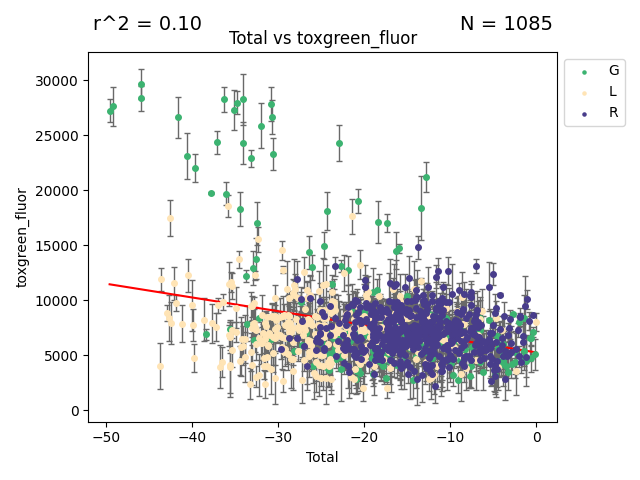 r^2 = 0.10
N = 1085
Total vs toxgreen_fluor
G
L
R
30000
25000
20000
15000
10000
5000
0
toxgreen_fluor
−50
−40
−30
−20
−10
0
Total